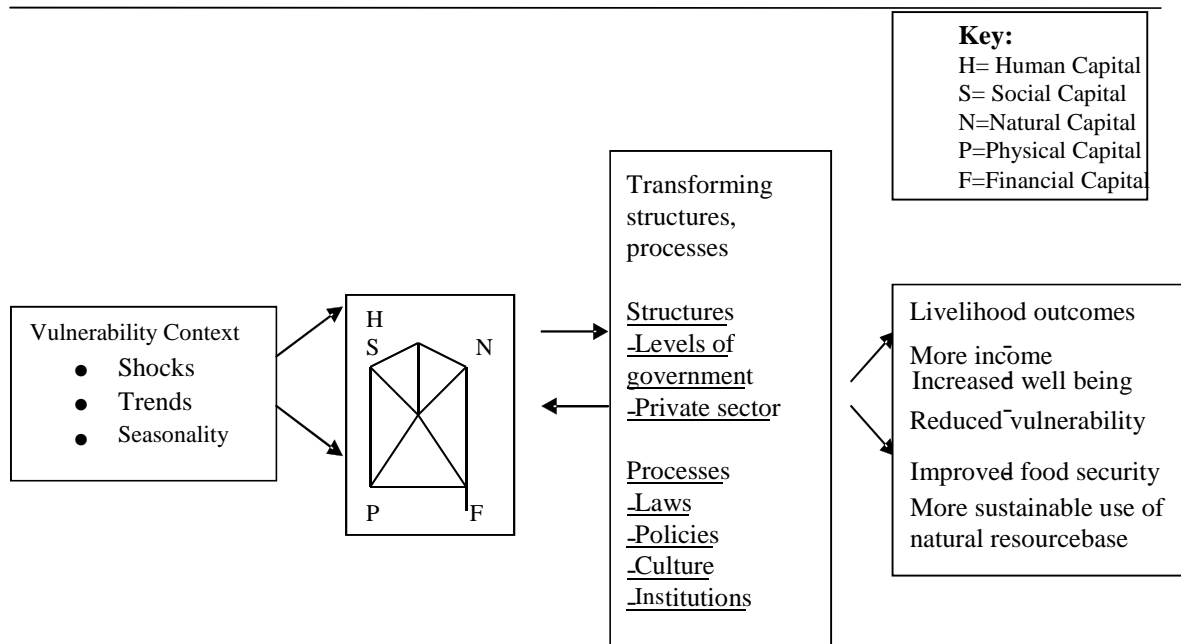 Key:
H= Human Capital
S= Social Capital
N=Natural Capital
P=Physical Capital
F=Financial Capital
Vulnerability Context
● Shocks
● Trends
● Seasonality
H
S N
P F
Transforming
structures,
processes
Structures
-Levels of
government
-Private sector
Processes
-Laws
-Policies
-Culture
-Institutions
Livelihood outcomes
More income
Increased well being
Reduced vulnerability
Improved food security
More sustainable use of
natural resourcebase